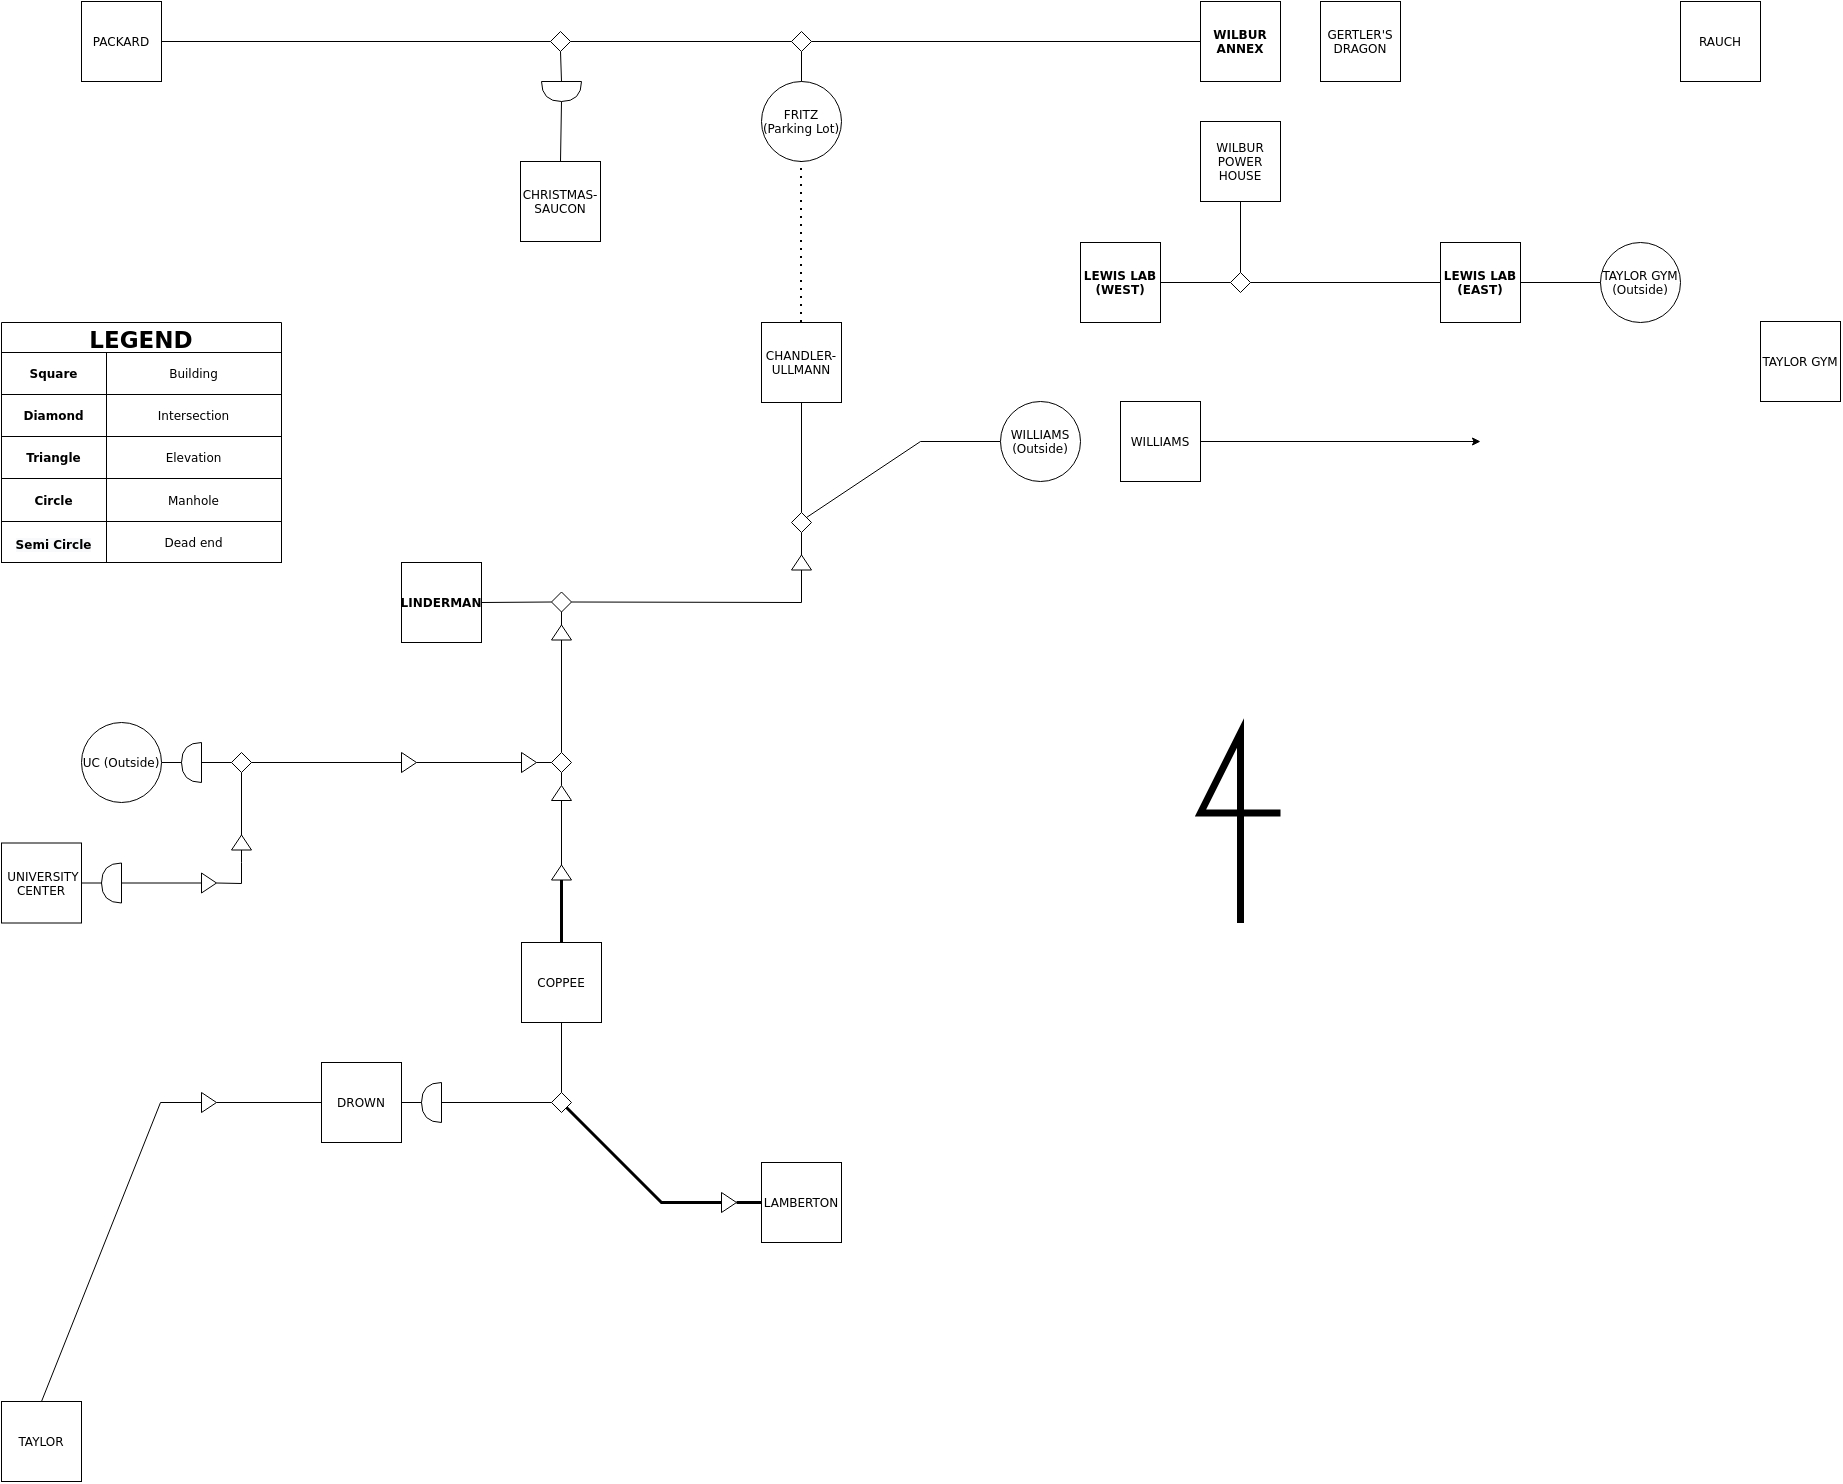 PACKARD
WILBUR
ANNEX
GERTLER'S
DRAGON
RAUCH
FRITZ
(Parking Lot)
WILBUR
POWER
HOUSE
CHRISTMAS-
SAUCON
LEWIS LAB
(WEST)
LEWIS LAB
(EAST)
TAYLOR GYM
(Outside)
LEGEND
Square Building
Diamond Intersection
Triangle Elevation
Circle Manhole
Semi Circle Dead end
CHANDLER-
ULLMANN
TAYLOR GYM
WILLIAMS
(Outside)
WILLIAMS
LINDERMAN
UC (Outside)
UNIVERSITY
CENTER
COPPEE
DROWN
LAMBERTON
TAYLOR